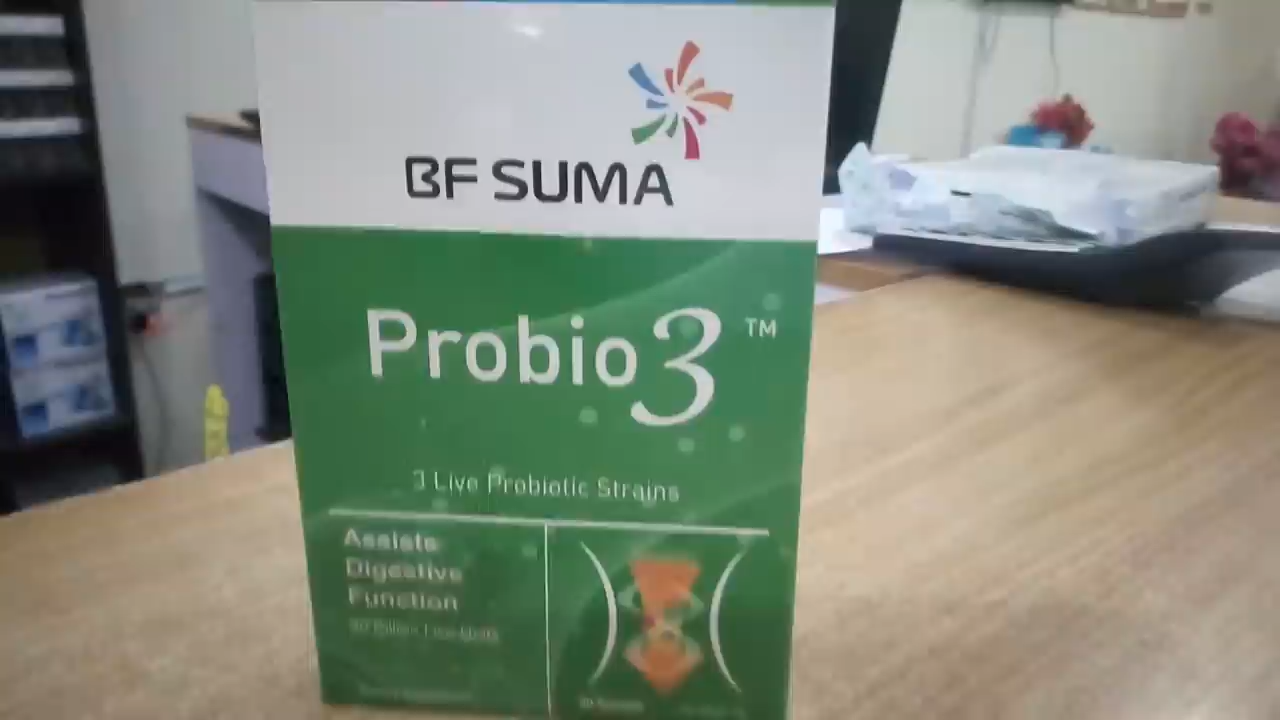 BF SUMA
Probio3™
3 Live Probiotic Strains
Assists
Digestive
Function